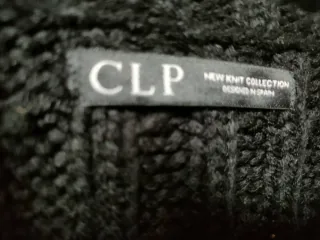 CLP
NEW KNIT COLLECTION
DESIGNED IN SPAIN